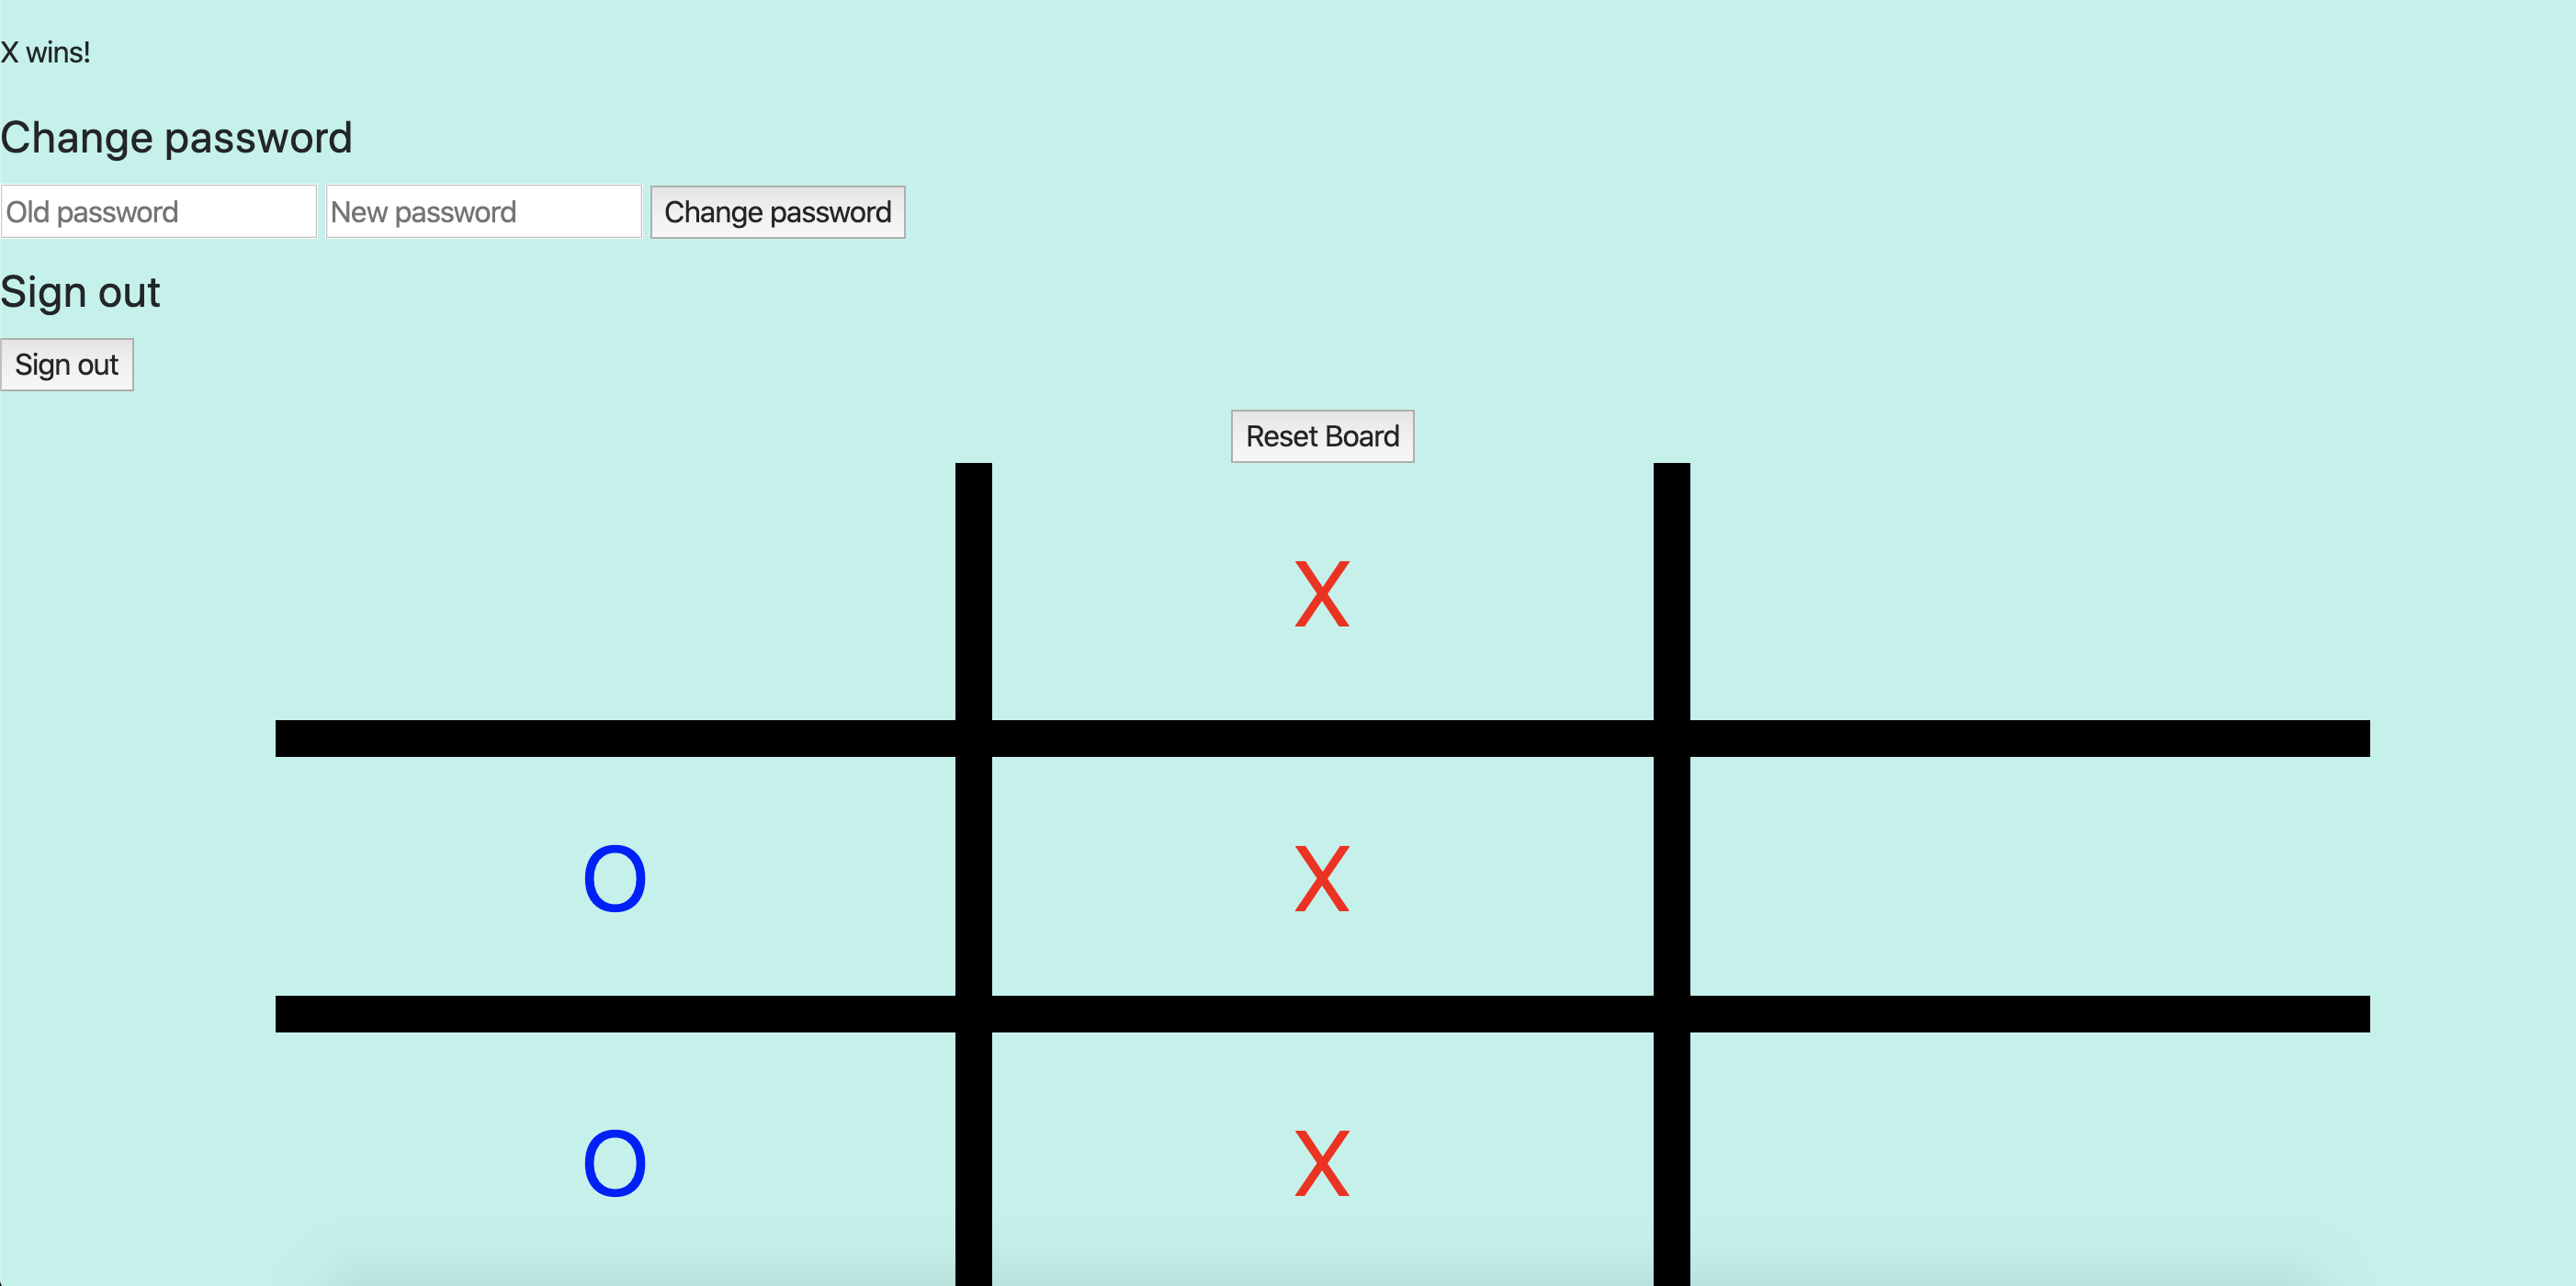 X wins!
Change password
Old password New password Change password
Sign out
Sign out
Reset Board
X
O X
O X